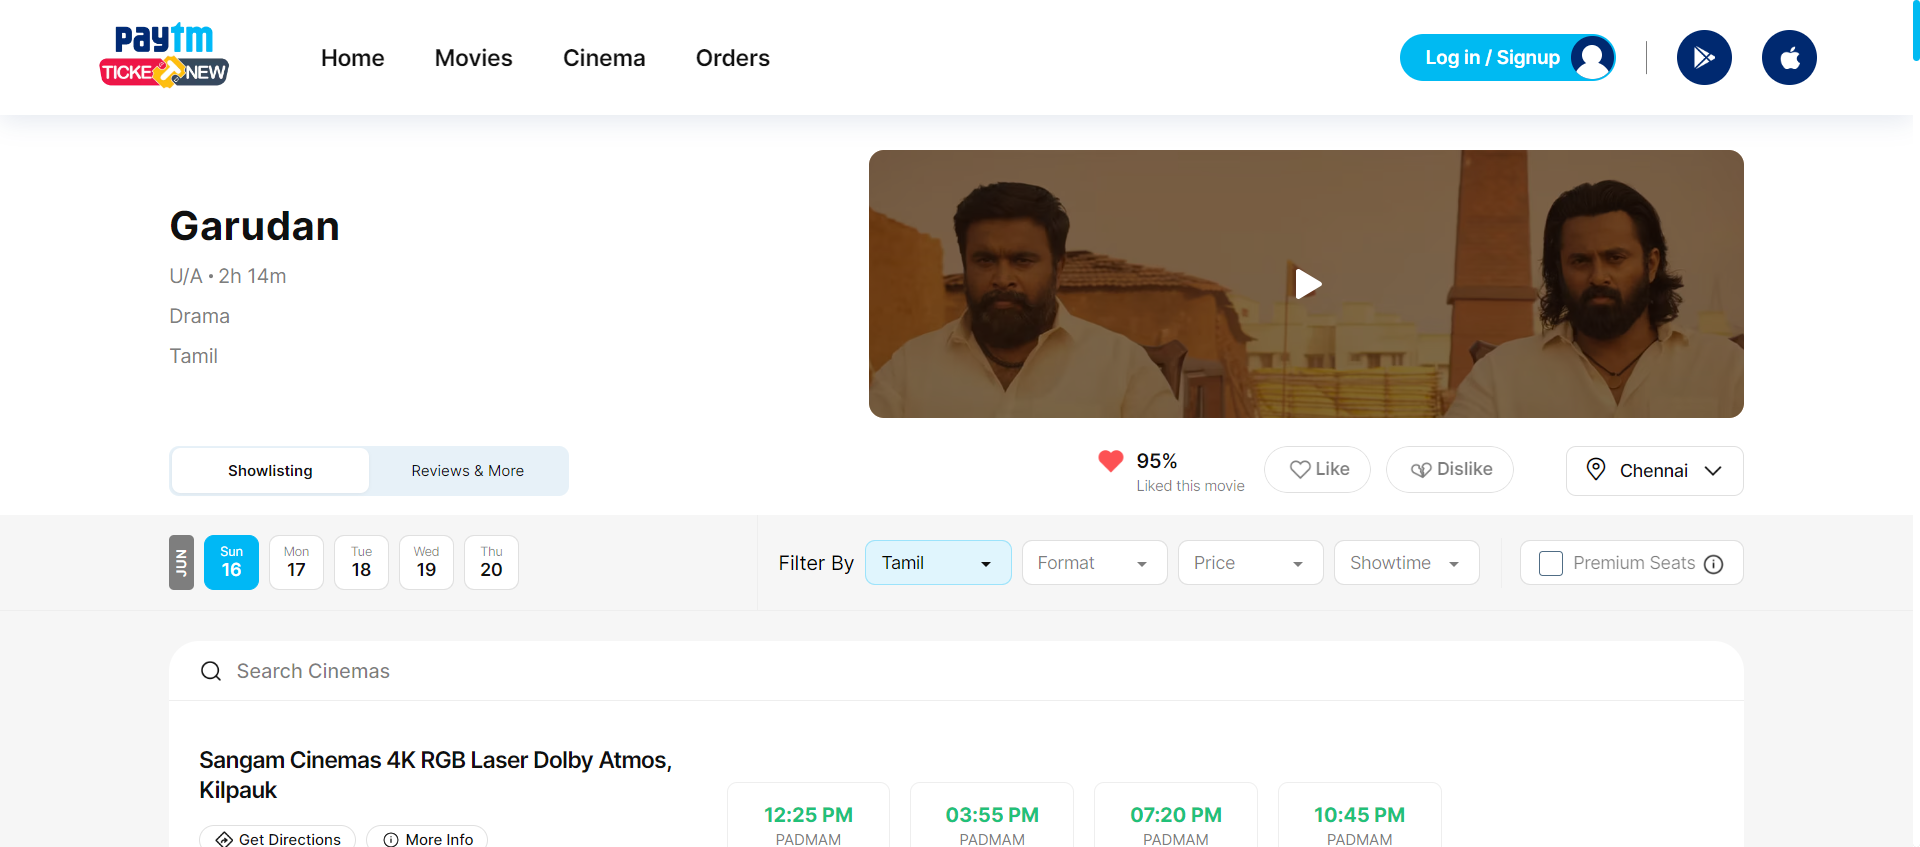 paytm
TICKETNEW
Home
Movies
Cinema
Orders
Log in / Signup
Garudan
U/A • 2h 14m
Drama
Tamil
Showlisting
Reviews & More
95%
Liked this movie
Like
Dislike
Chennai
JUN
Sun
16
Mon
17
Tue
18
Wed
19
Thu
20
Filter By
Tamil
Format
Price
Showtime
Premium Seats
Search Cinemas
Sangam Cinemas 4K RGB Laser Dolby Atmos,
Kilpauk
Get Directions
More Info
12:25 PM
PADMAM
03:55 PM
PADMAM
07:20 PM
PADMAM
10:45 PM
PADMAM